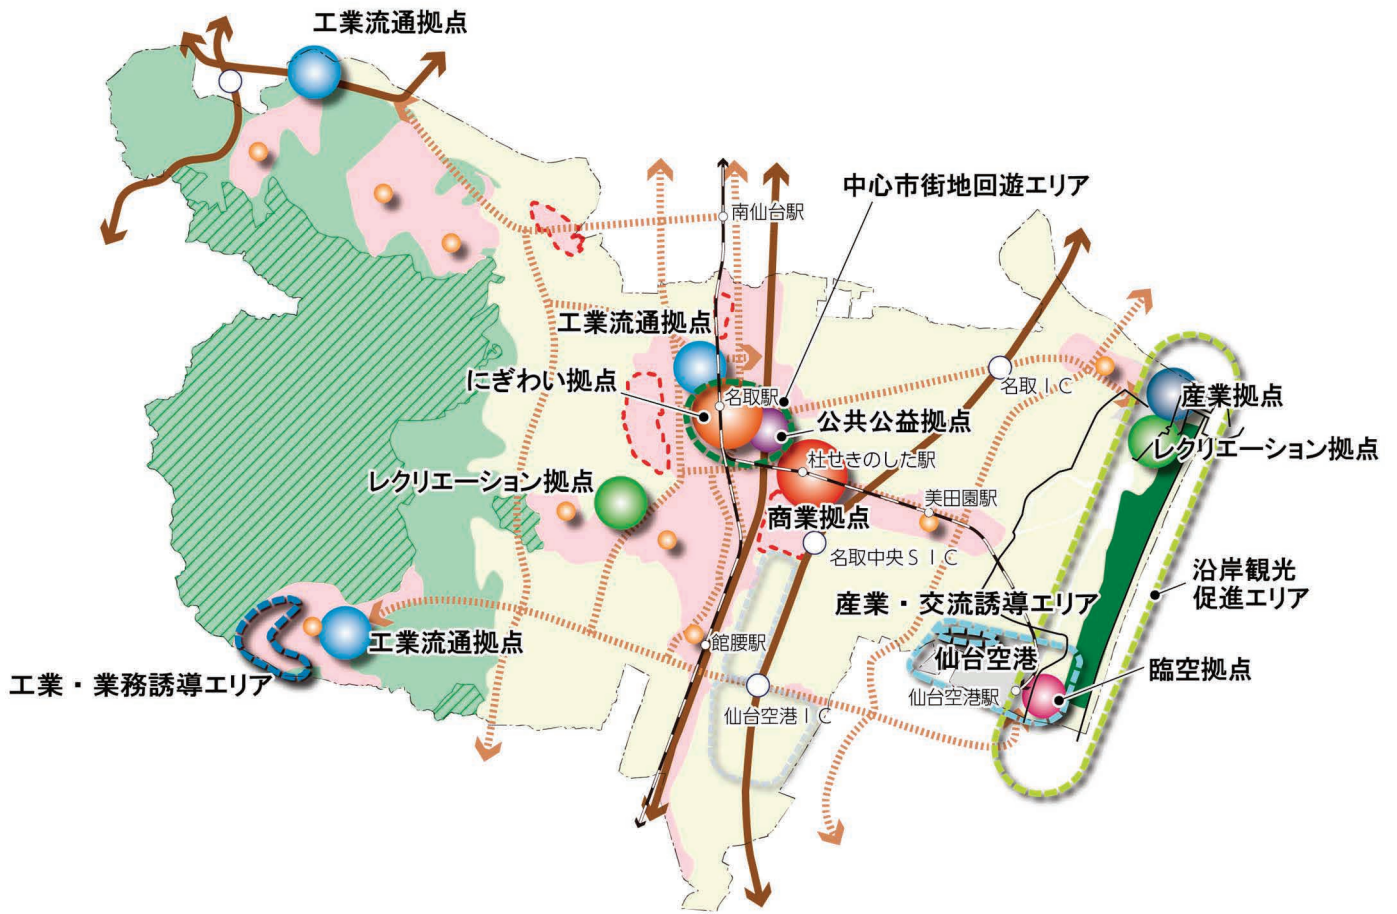 工業流通拠点
中心市街地回遊エリア
南仙台駅
工業流通拠点
にぎわい拠点
名取駅
名取ＩＣ
産業拠点
公共公益拠点
レクリエーション拠点
杜せきのした駅
レクリエーション拠点
美田園駅
商業拠点
名取中央ＳＩＣ
沿岸観光
促進エリア
産業・交流誘導エリア
工業流通拠点
館腰駅
仙台空港
臨空拠点
工業・業務誘導エリア
仙台空港駅
仙台空港ＩＣ